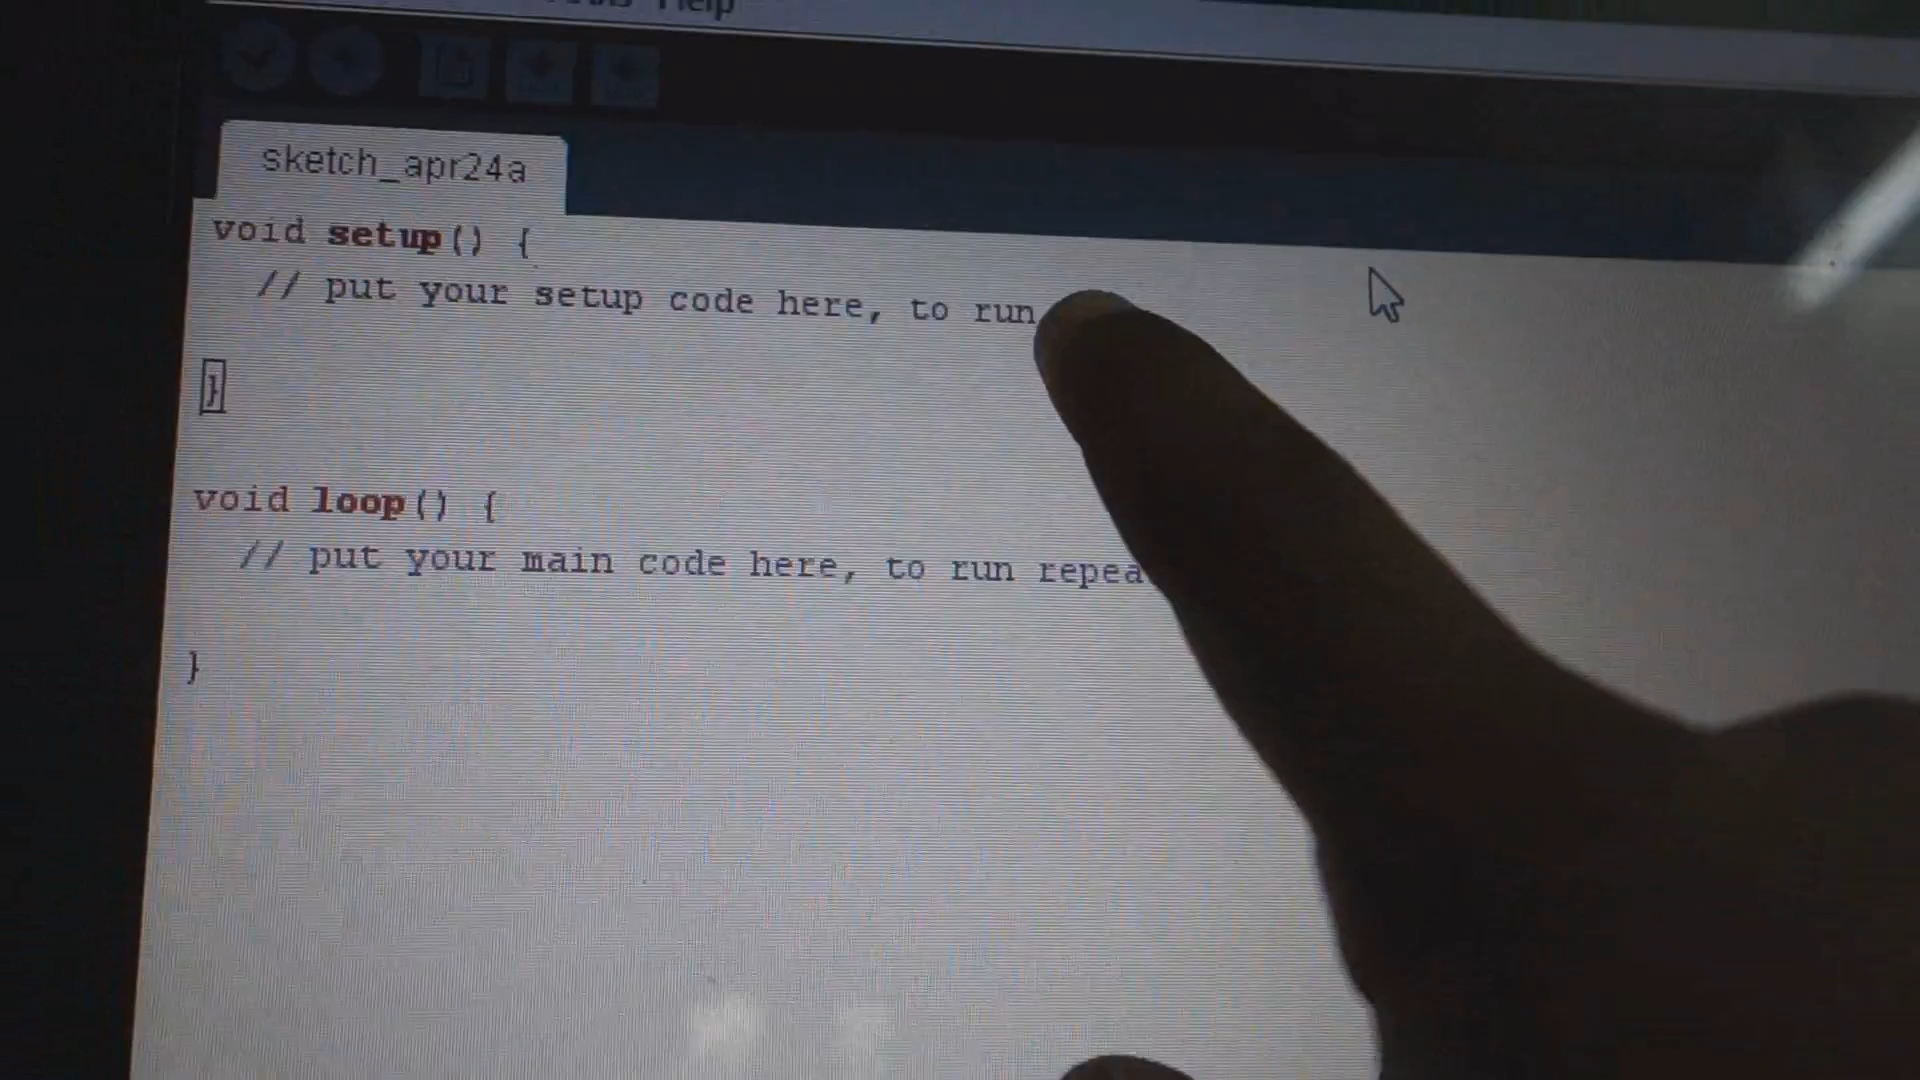 Help
sketch_apr24a
void setup() {
// put your setup code here, to run
}
void loop() {
// put your main code here, to run repea
}